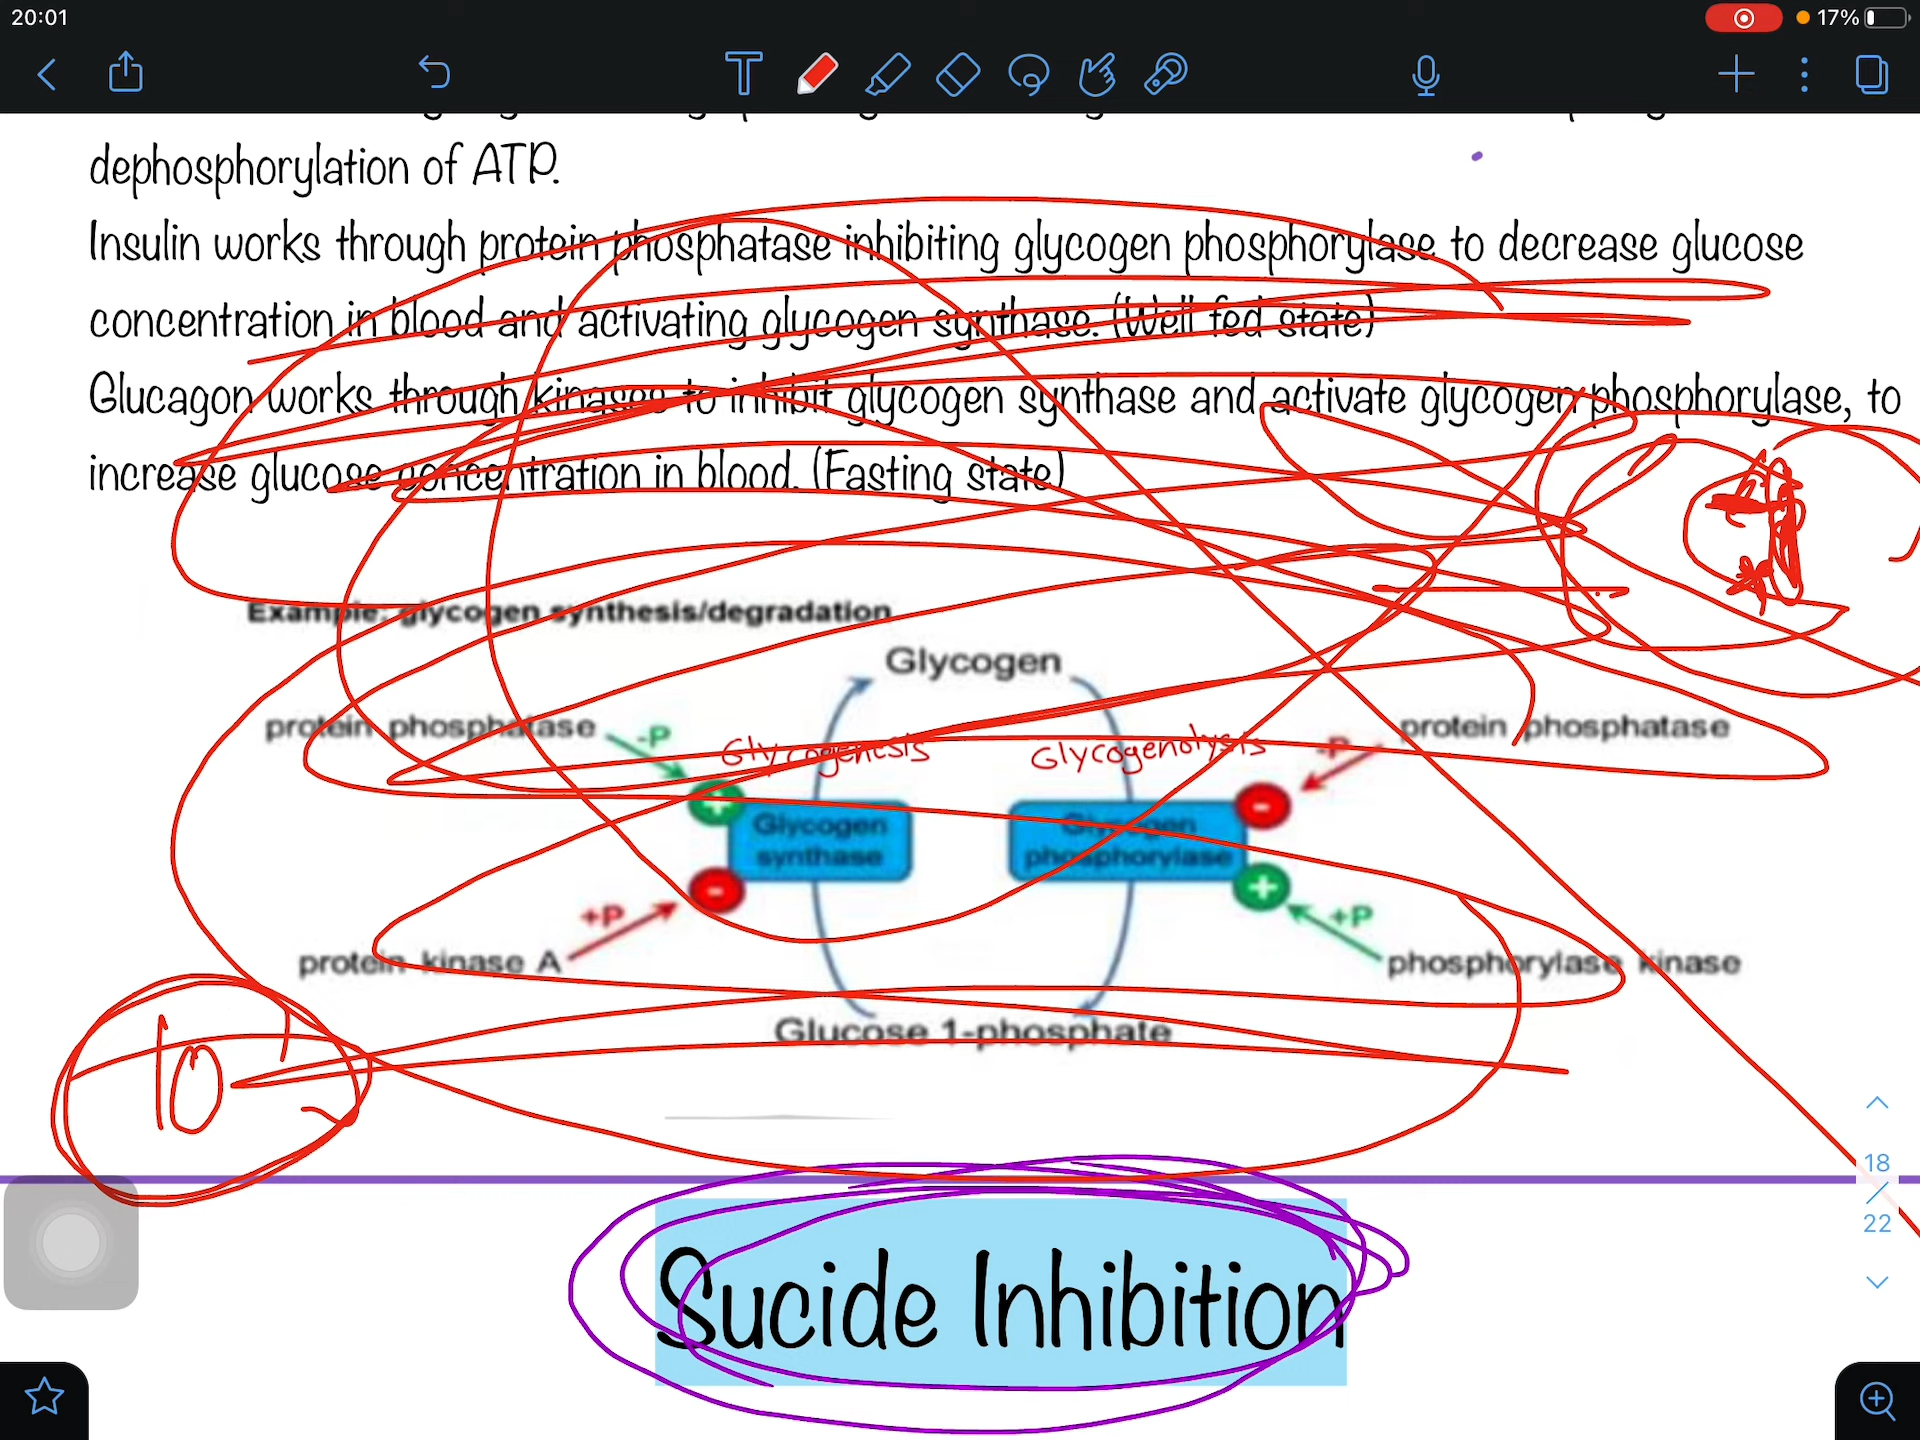 20:01
17%
dephosphorylation of ATP.
Insulin works through protein phosphatase inhibiting glycogen phosphorylase to decrease glucose
concentration in blood and activating glycogen synthase. (Well fed state)
Glucagon works through kinases to inhibit glycogen synthase and activate glycogen phosphorylase, to
increase glucose concentration in blood. (Fasting state)
Example: glycogen synthesis/degradation
Glycogen
protein phosphatase
-P
Glycogenesis
Glycogenolysis
-P
protein phosphatase
+
-
Glycogen
synthase
Glycogen
phosphorylase
-
+
+P
+P
protein kinase A
phosphorylase kinase
Glucose 1-phosphate
10
18
/
22
Sucide Inhibition